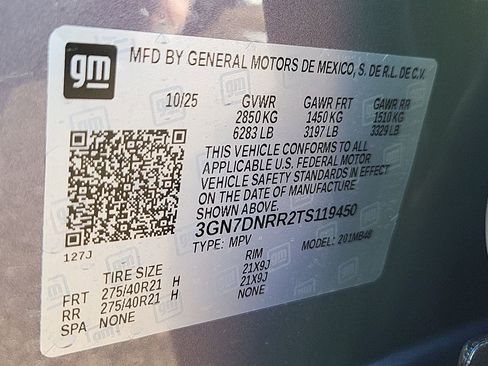 gm
MFD BY GENERAL MOTORS DE MEXICO, S. DE R.L. DE C.V.
10/25 GVWR GAWR FRT GAWR RR
2850 KG 1450 KG 1510 KG
6283 LB 3197 LB 3329 LB
THIS VEHICLE CONFORMS TO ALL
APPLICABLE U.S. FEDERAL MOTOR
VEHICLE SAFETY STANDARDS IN EFFECT
ON THE DATE OF MANUFACTURE
SHOWN ABOVE.
3GN7DNRR2TS119450
127J TYPE: MPV MODEL: 201MB48
TIRE SIZE RIM
FRT 275/40R21 H 21X9J
RR 275/40R21 H 21X9J
SPA NONE NONE